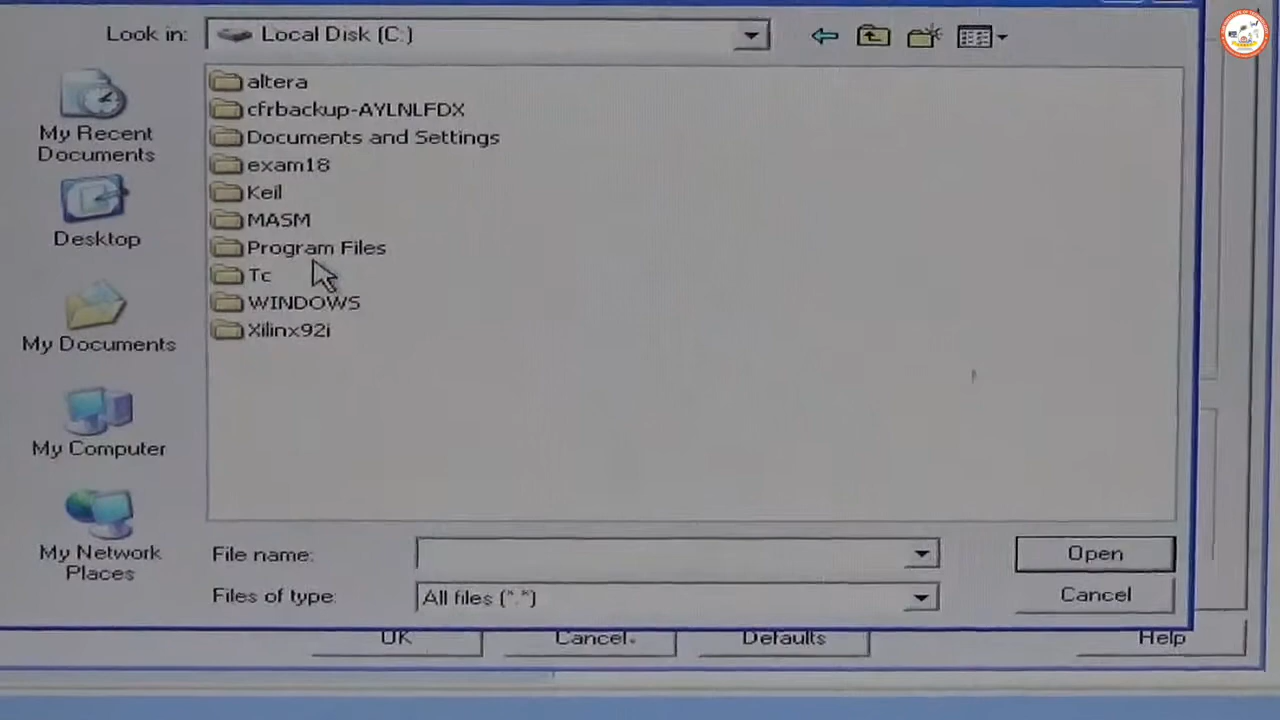 Look in:
Local Disk (C:)
My Recent
Documents
Desktop
My Documents
My Computer
My Network
Places
altera
cfrbackup-AYLNLFDX
Documents and Settings
exam18
Keil
MASM
Program Files
Tc
WINDOWS
Xilinx92i
File name:
Open
Files of type:
All files (*.*)
Cancel
OK
Cancel
Defaults
Help